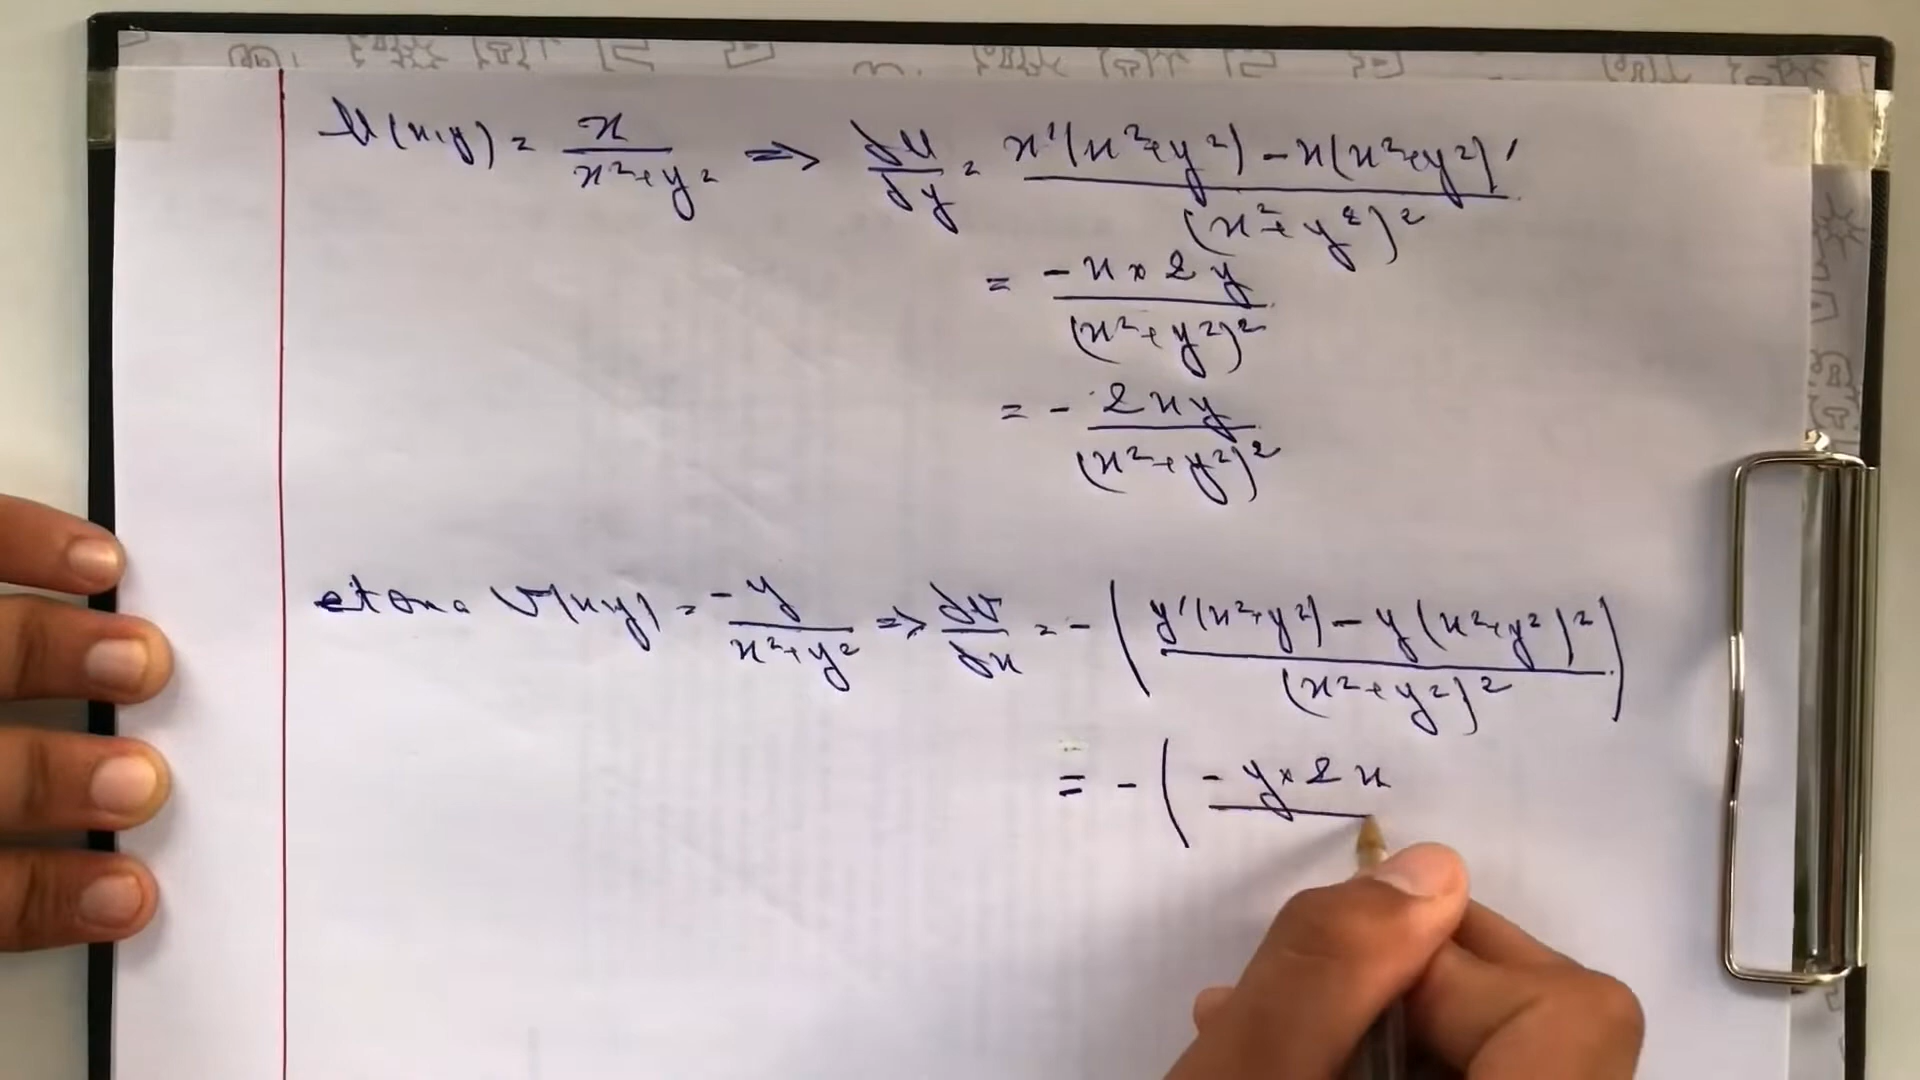 U(x,y) = x/(x²+y²) => ∂U/∂y = (x'(x²+y²) - x(x²+y²)')/(x²+y²)²
= (-x × 2y)/(x²+y²)²
= - 2xy/(x²+y²)²
et on a V(x,y) = -y/(x²+y²) => ∂V/∂x = -((y'(x²+y²) - y(x²+y²)²)/(x²+y²)²)
= -( - y × 2x